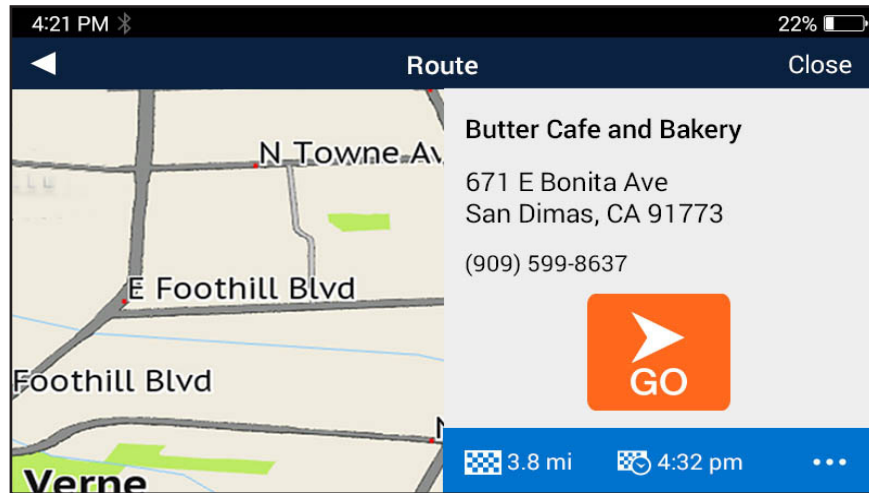 4:21 PM
22%
Route
Close
N Towne Av
E Foothill Blvd
Foothill Blvd
Verne
Butter Cafe and Bakery
671 E Bonita Ave
San Dimas, CA 91773
(909) 599-8637
GO
3.8 mi
4:32 pm